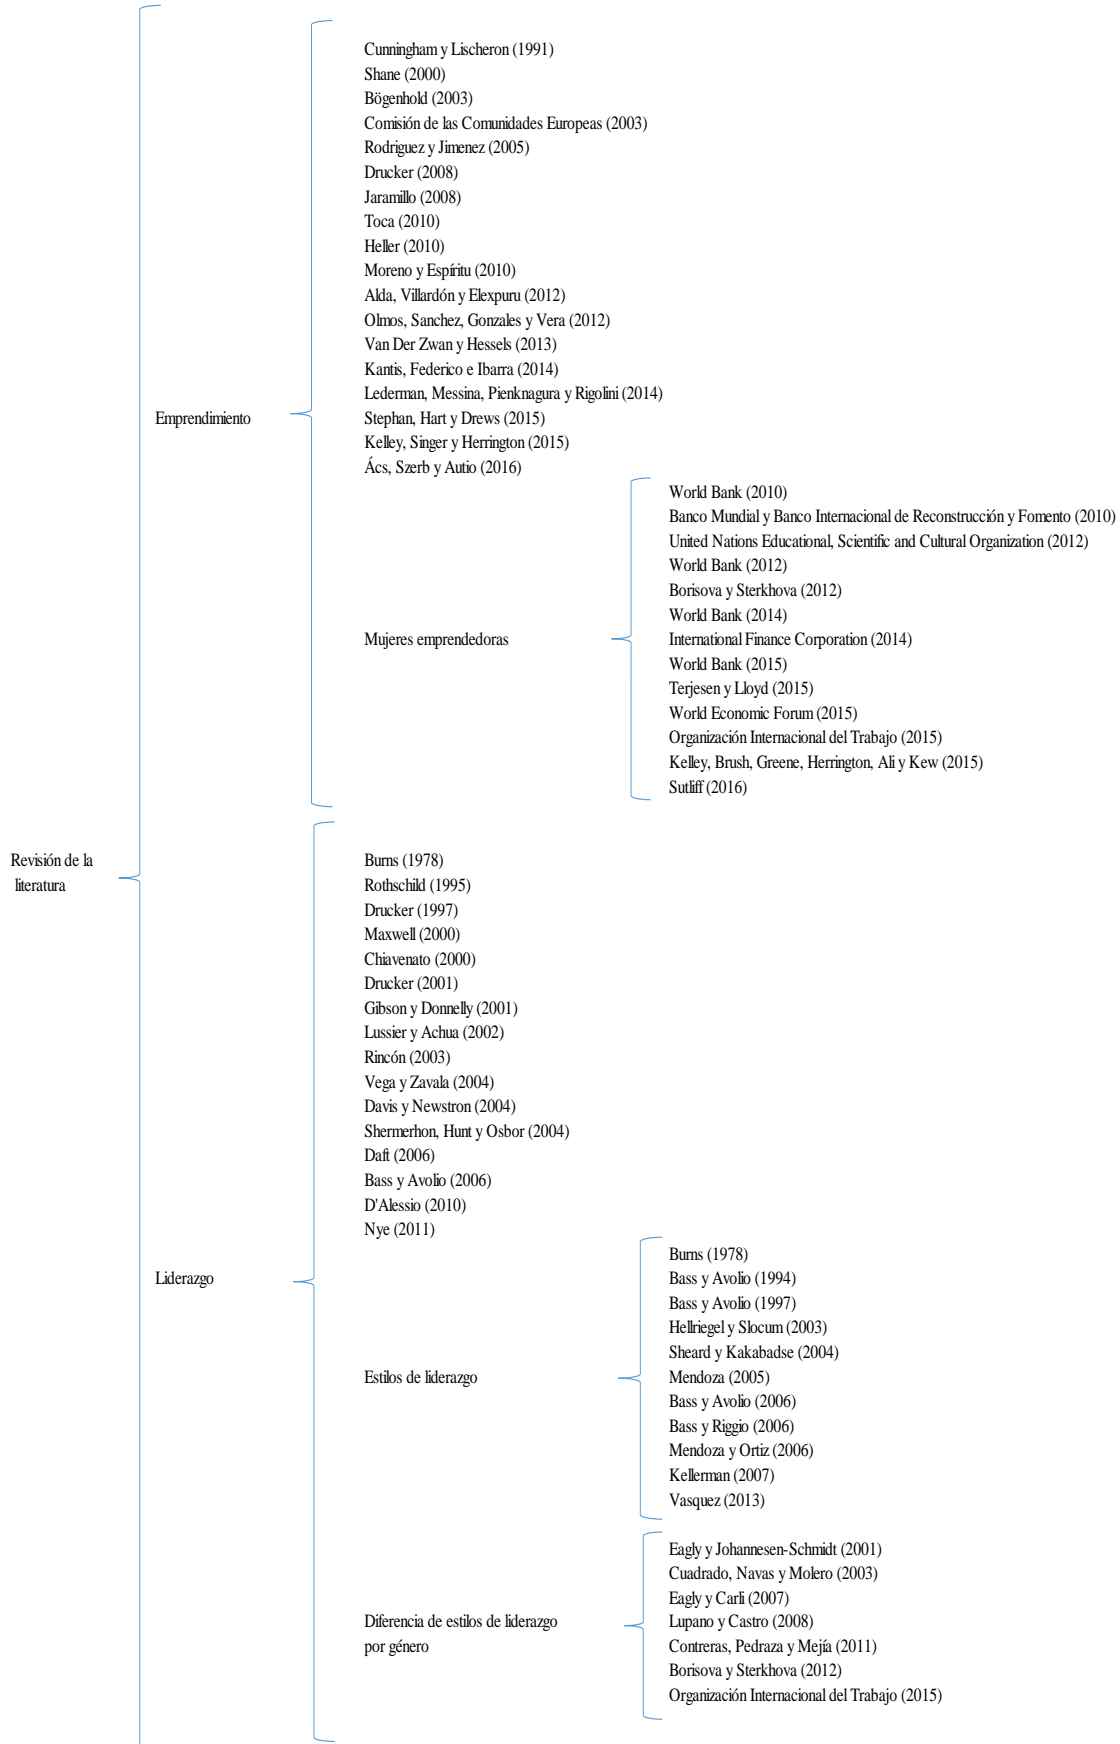 Cunningham y Lischeron (1991)
Shane (2000)
Bögenhold (2003)
Comisión de las Comunidades Europeas (2003)
Rodriguez y Jimenez (2005)
Drucker (2008)
Jaramillo (2008)
Toca (2010)
Heller (2010)
Moreno y Espíritu (2010)
Alda, Villardón y Elexpuru (2012)
Olmos, Sanchez, Gonzales y Vera (2012)
Van Der Zwan y Hessels (2013)
Kantis, Federico e Ibarra (2014)
Lederman, Messina, Pienknagura y Rigolini (2014)
Emprendimiento
Stephan, Hart y Drews (2015)
Kelley, Singer y Herrington (2015)
Ács, Szerb y Autio (2016)
World Bank (2010)
Banco Mundial y Banco Internacional de Reconstrucción y Fomento (2010)
United Nations Educational, Scientific and Cultural Organization (2012)
World Bank (2012)
Borisova y Sterkhova (2012)
World Bank (2014)
Mujeres emprendedoras
International Finance Corporation (2014)
World Bank (2015)
Terjesen y Lloyd (2015)
World Economic Forum (2015)
Organización Internacional del Trabajo (2015)
Kelley, Brush, Greene, Herrington, Ali y Kew (2015)
Sutliff (2016)
Revisión de la
literatura
Burns (1978)
Rothschild (1995)
Drucker (1997)
Maxwell (2000)
Chiavenato (2000)
Drucker (2001)
Gibson y Donnelly (2001)
Lussier y Achua (2002)
Rincón (2003)
Vega y Zavala (2004)
Davis y Newstron (2004)
Shermerhon, Hunt y Osbor (2004)
Daft (2006)
Bass y Avolio (2006)
D'Alessio (2010)
Nye (2011)
Liderazgo
Burns (1978)
Bass y Avolio (1994)
Bass y Avolio (1997)
Hellriegel y Slocum (2003)
Sheard y Kakabadse (2004)
Estilos de liderazgo
Mendoza (2005)
Bass y Avolio (2006)
Bass y Riggio (2006)
Mendoza y Ortiz (2006)
Kellerman (2007)
Vasquez (2013)
Eagly y Johannesen-Schmidt (2001)
Cuadrado, Navas y Molero (2003)
Eagly y Carli (2007)
Diferencia de estilos de liderazgo
por género
Lupano y Castro (2008)
Contreras, Pedraza y Mejía (2011)
Borisova y Sterkhova (2012)
Organización Internacional del Trabajo (2015)